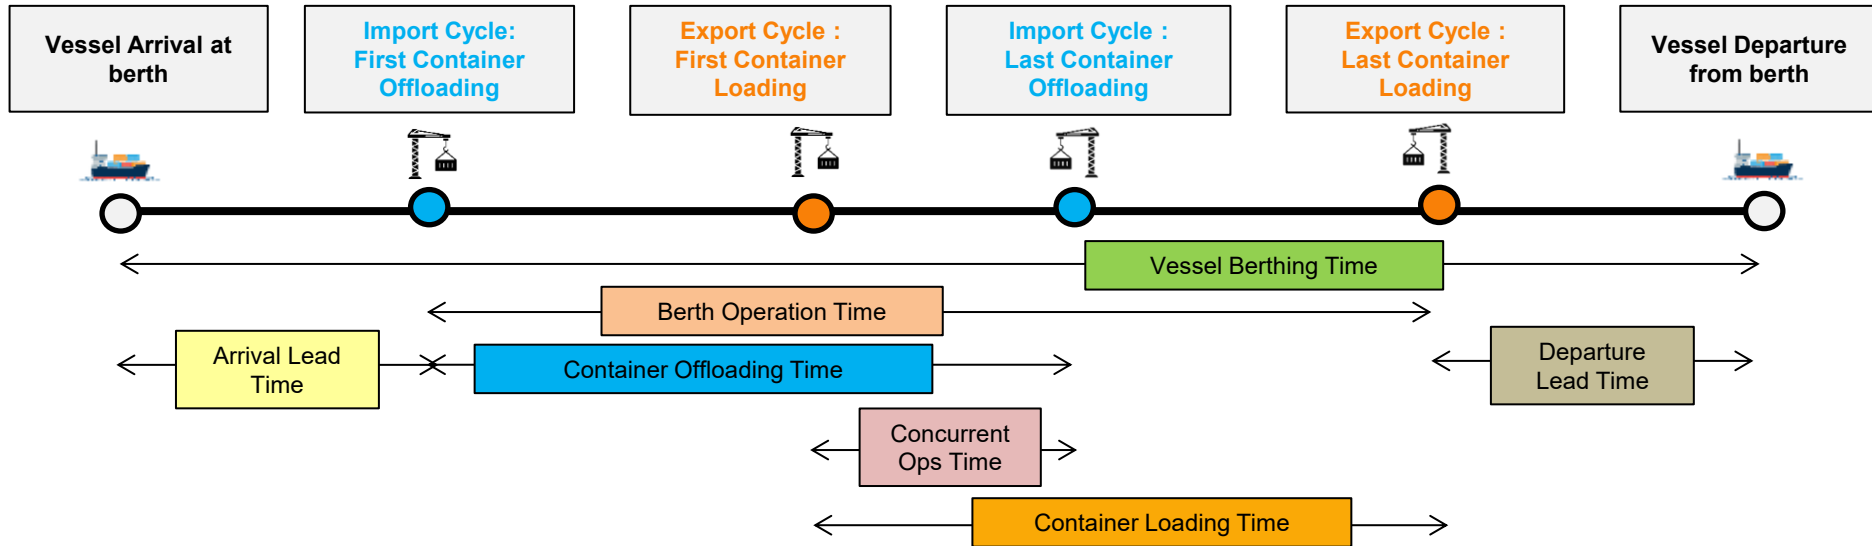 Vessel Arrival at
berth
Import Cycle:
First Container
Offloading
Export Cycle :
First Container
Loading
Import Cycle :
Last Container
Offloading
Export Cycle :
Last Container
Loading
Vessel Departure
from berth
Vessel Berthing Time
Berth Operation Time
Arrival Lead
Time
Container Offloading Time
Departure
Lead Time
Concurrent
Ops Time
Container Loading Time